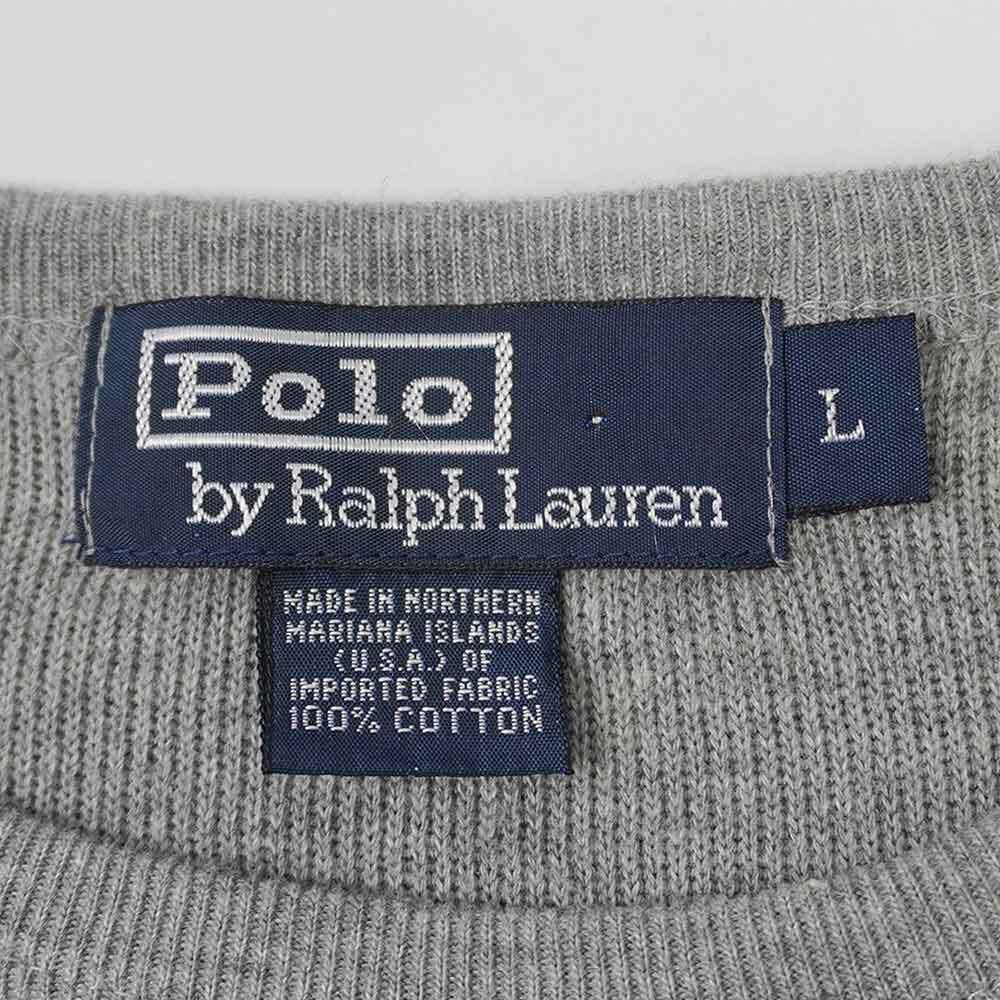 Polo
by Ralph Lauren
L
MADE IN NORTHERN
MARIANA ISLANDS
(U.S.A.) OF
IMPORTED FABRIC
100% COTTON